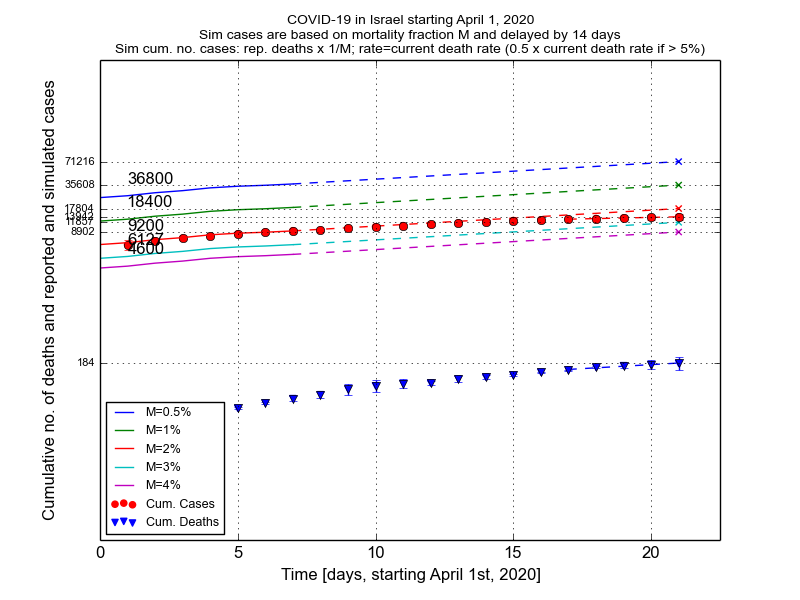 COVID-19 in Israel starting April 1, 2020
Sim cases are based on mortality fraction M and delayed by 14 days
Sim cum. no. cases: rep. deaths x 1/M; rate=current death rate (0.5 x current death rate if > 5%)
Cumulative no. of deaths and reported and simulated cases
71216
35608
17804
13942
11857
8902
184
36800
18400
9200
6127
4600
M=0.5%
M=1%
M=2%
M=3%
M=4%
Cum. Cases
Cum. Deaths
0 5 10 15 20
Time [days, starting April 1st, 2020]